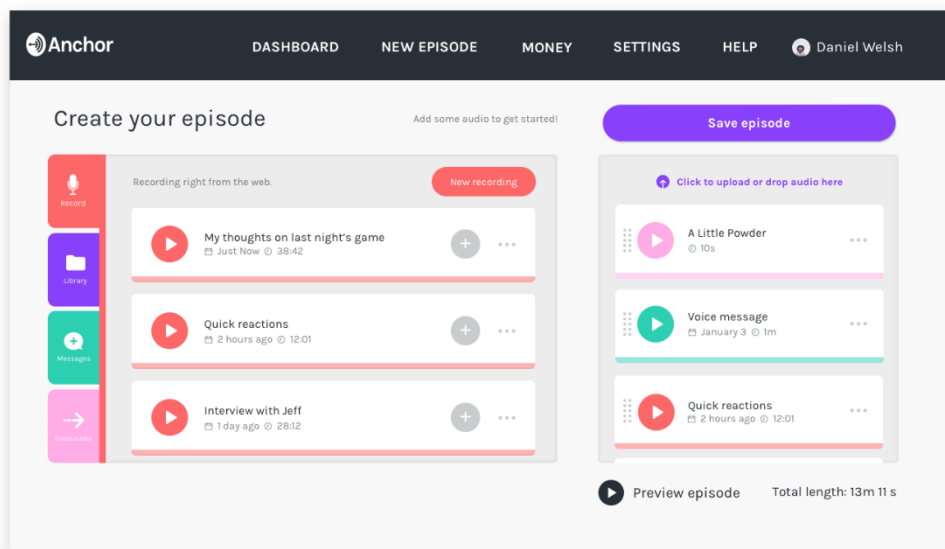 Anchor
DASHBOARD
NEW EPISODE
MONEY
SETTINGS
HELP
Daniel Welsh
Create your episode
Add some audio to get started!
Save episode
Record
Library
Messages
Transitions
Recording right from the web.
New recording
My thoughts on last night's game
Just Now 38:42
Quick reactions
2 hours ago 12:01
Interview with Jeff
1 day ago 28:12
Click to upload or drop audio here
A Little Powder
10s
Voice message
January 3 1m
Quick reactions
2 hours ago 12:01
Preview episode
Total length: 13m 11 s